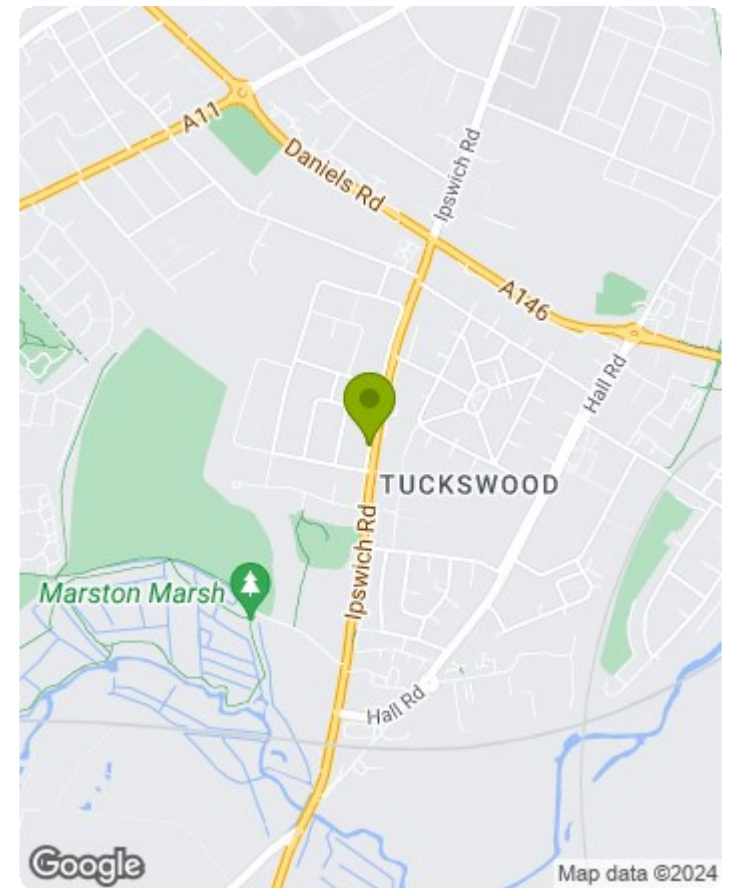 A11
Daniels Rd
Ipswich Rd
A146
Hall Rd
TUCKSWOOD
Ipswich Rd
Marston Marsh
Hall Rd
Google
Map data ©2024